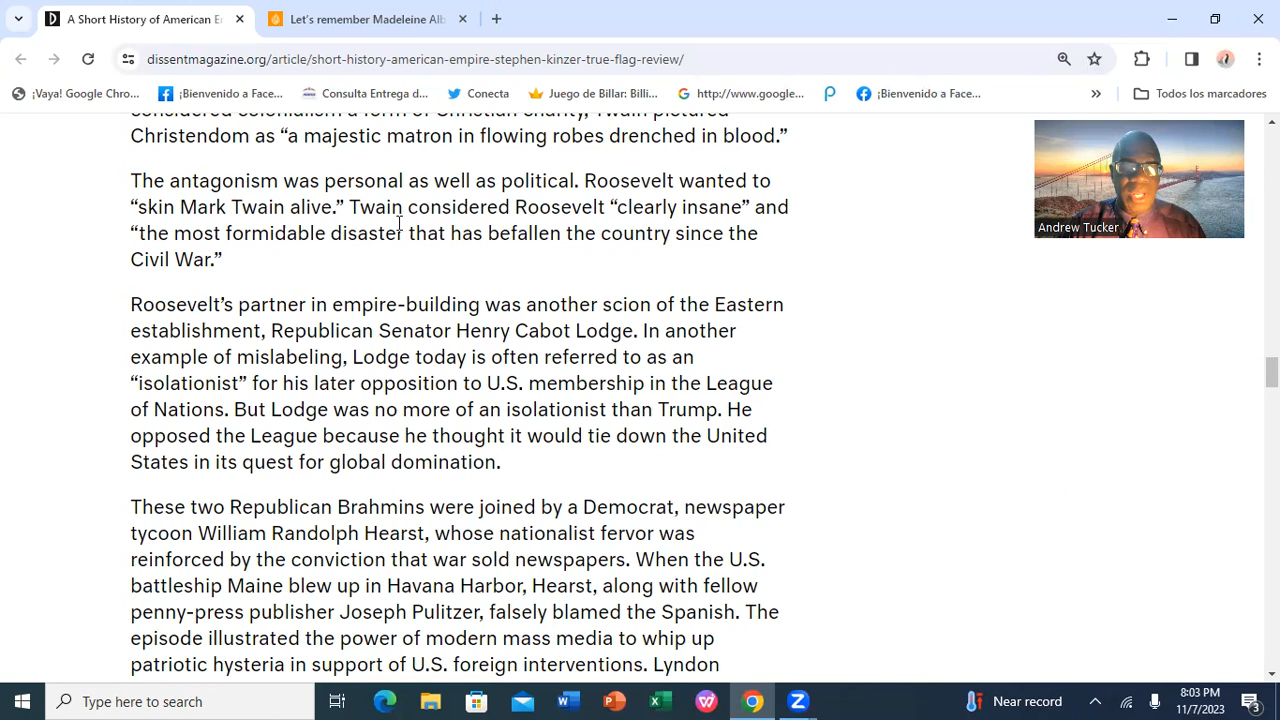 A Short History of American E
Let's remember Madeleine Alb
dissentmagazine.org/article/short-history-american-empire-stephen-kinzer-true-flag-review/
¡Vaya! Google Chro...
¡Bienvenido a Face...
Consulta Entrega d...
Conecta
Juego de Billar: Billi...
http://www.google...
¡Bienvenido a Face...
Todos los marcadores
considered colonialism a form of Christian charity, Twain pictured
Christendom as “a majestic matron in flowing robes drenched in blood.”
The antagonism was personal as well as political. Roosevelt wanted to
“skin Mark Twain alive.” Twain considered Roosevelt “clearly insane” and
“the most formidable disaster that has befallen the country since the
Civil War.”
Roosevelt’s partner in empire-building was another scion of the Eastern
establishment, Republican Senator Henry Cabot Lodge. In another
example of mislabeling, Lodge today is often referred to as an
“isolationist” for his later opposition to U.S. membership in the League
of Nations. But Lodge was no more of an isolationist than Trump. He
opposed the League because he thought it would tie down the United
States in its quest for global domination.
These two Republican Brahmins were joined by a Democrat, newspaper
tycoon William Randolph Hearst, whose nationalist fervor was
reinforced by the conviction that war sold newspapers. When the U.S.
battleship Maine blew up in Havana Harbor, Hearst, along with fellow
penny-press publisher Joseph Pulitzer, falsely blamed the Spanish. The
episode illustrated the power of modern mass media to whip up
patriotic hysteria in support of U.S. foreign interventions. Lyndon
Andrew Tucker
Type here to search
Near record
8:03 PM
11/7/2023
3